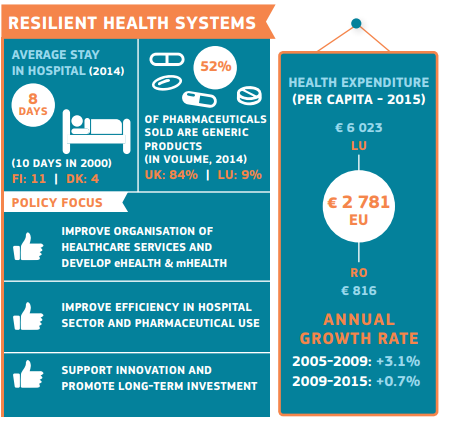 RESILIENT HEALTH SYSTEMS
AVERAGE STAY
IN HOSPITAL (2014)
8
DAYS
(10 DAYS IN 2000)
FI: 11 | DK: 4
52%
OF PHARMACEUTICALS
SOLD ARE GENERIC
PRODUCTS
(IN VOLUME, 2014)
UK: 84% | LU: 9%
POLICY FOCUS
IMPROVE ORGANISATION OF
HEALTHCARE SERVICES AND
DEVELOP eHEALTH & mHEALTH
IMPROVE EFFICIENCY IN HOSPITAL
SECTOR AND PHARMACEUTICAL USE
SUPPORT INNOVATION AND
PROMOTE LONG-TERM INVESTMENT
HEALTH EXPENDITURE
(PER CAPITA - 2015)
€ 6 023
LU
€ 2 781
EU
RO
€ 816
ANNUAL
GROWTH RATE
2005-2009: +3.1%
2009-2015: +0.7%